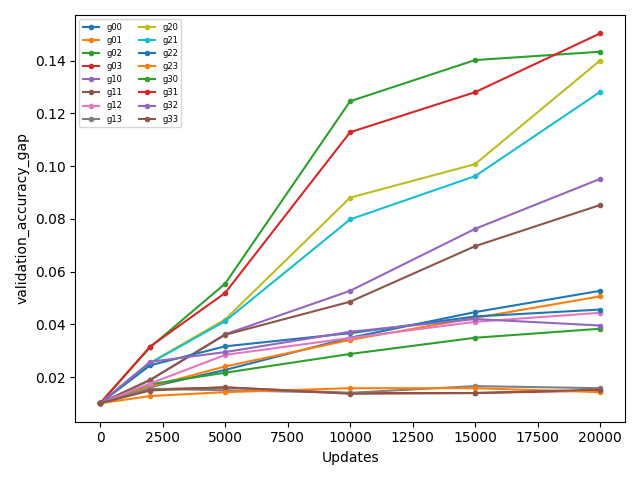 g00 g20
g01 g21
g02 g22
g03 g23
g10 g30
g11 g31
g12 g32
g13 g33
0.14
0.12
0.10
0.08
0.06
0.04
0.02
validation_accuracy_gap
0 2500 5000 7500 10000 12500 15000 17500 20000
Updates